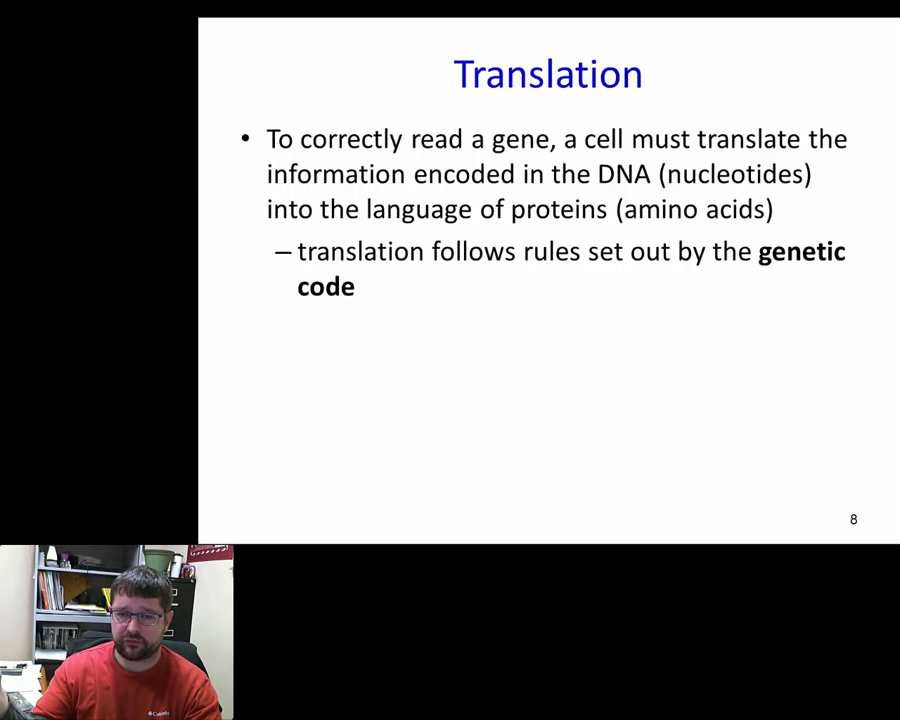 Translation
• To correctly read a gene, a cell must translate the
information encoded in the DNA (nucleotides)
into the language of proteins (amino acids)
– translation follows rules set out by the genetic
code
8
Columbia